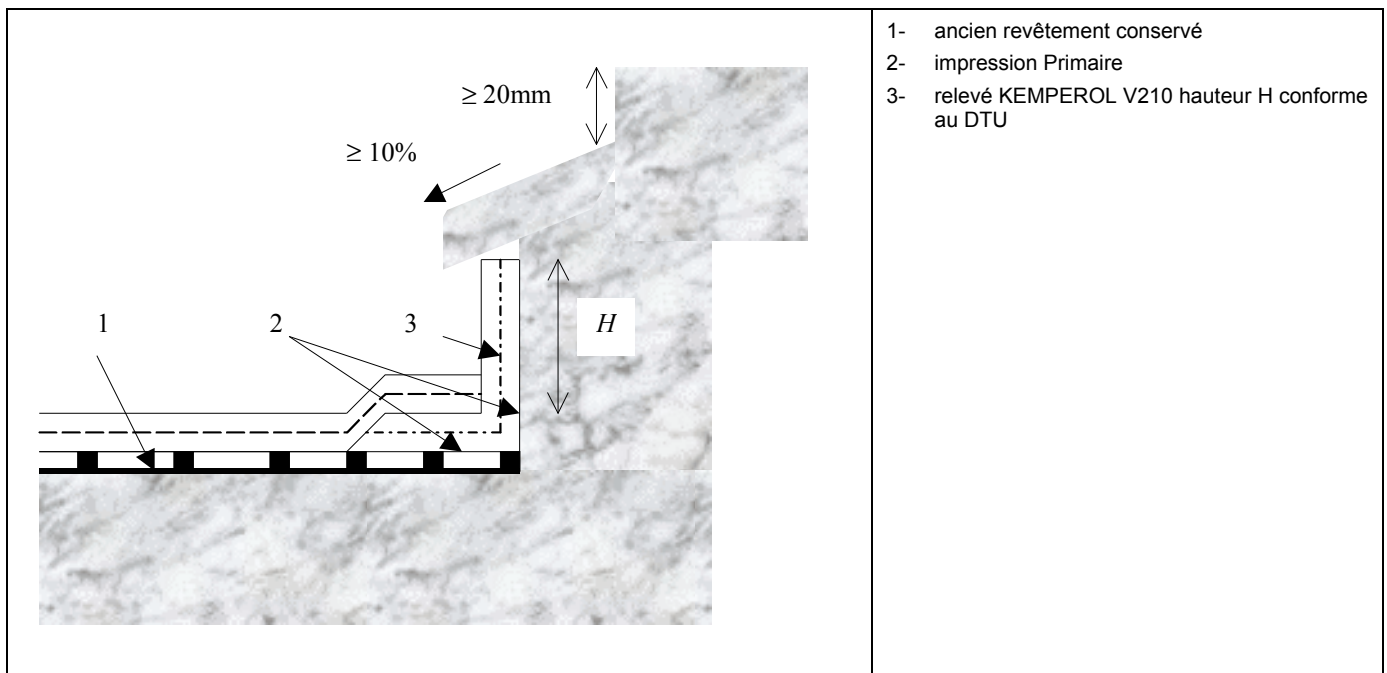 ≥ 20mm
≥ 10%
1
2
3
H
1- ancien revêtement conservé
2- impression Primaire
3- relevé KEMPEROL V210 hauteur H conforme
au DTU